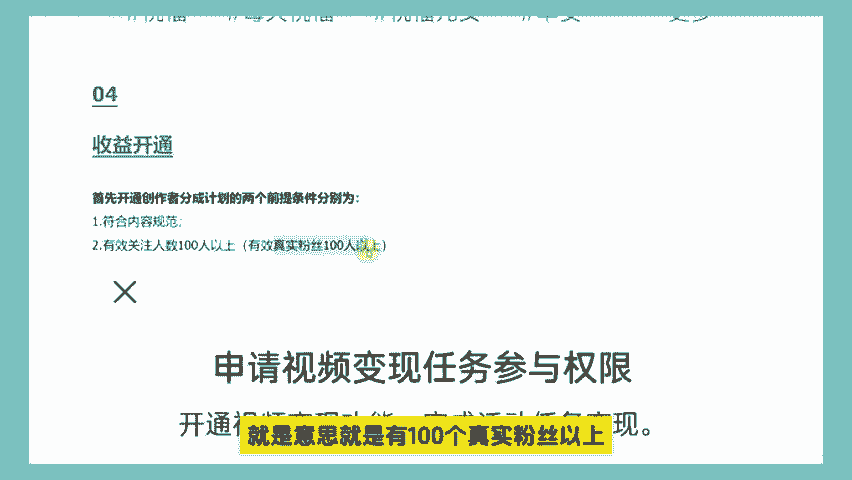 04
收益开通
首先开通创作者分成计划的两个前提条件分别为：
1.符合内容规范；
2.有效关注人数100人以上（有效真实粉丝100人以上）
申请视频变现任务参与权限
就是意思就是有100个真实粉丝以上